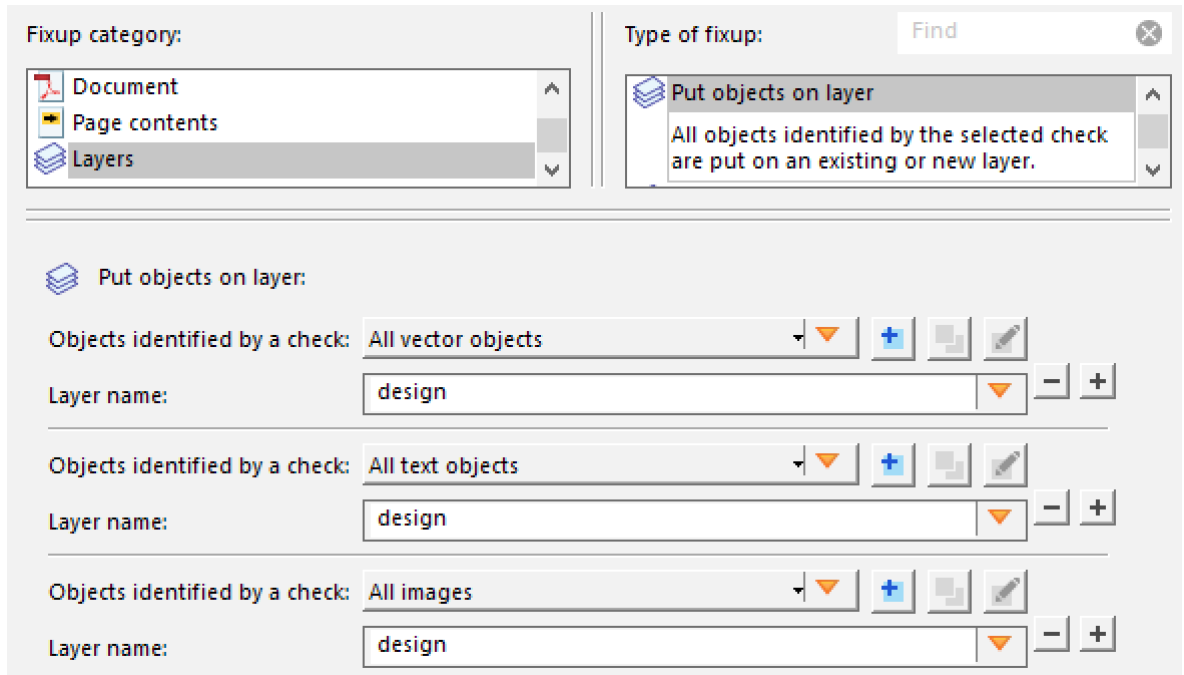 Fixup category:
Type of fixup:
Find
Document
Page contents
Layers
Put objects on layer
All objects identified by the selected check
are put on an existing or new layer.
Put objects on layer:
Objects identified by a check: All vector objects
Layer name: design
Objects identified by a check: All text objects
Layer name: design
Objects identified by a check: All images
Layer name: design